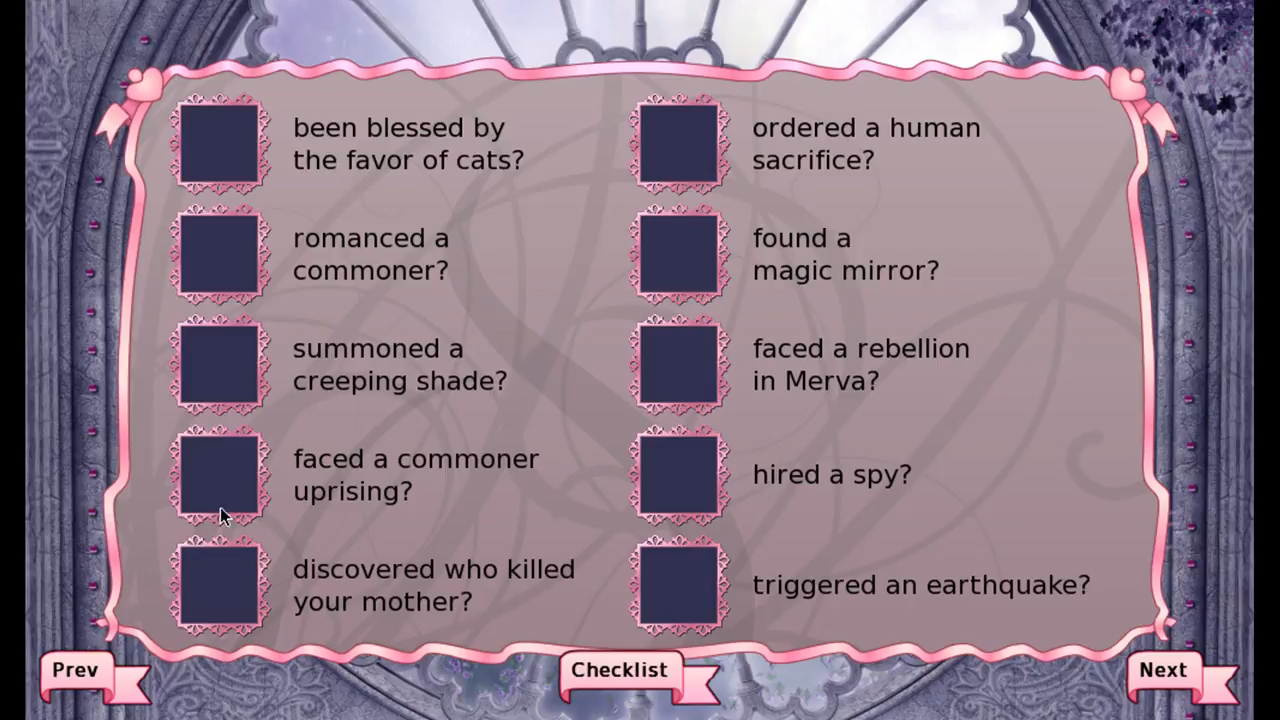 been blessed by
the favor of cats?
romanced a
commoner?
summoned a
creeping shade?
faced a commoner
uprising?
discovered who killed
your mother?
ordered a human
sacrifice?
found a
magic mirror?
faced a rebellion
in Merva?
hired a spy?
triggered an earthquake?
Prev
Checklist
Next